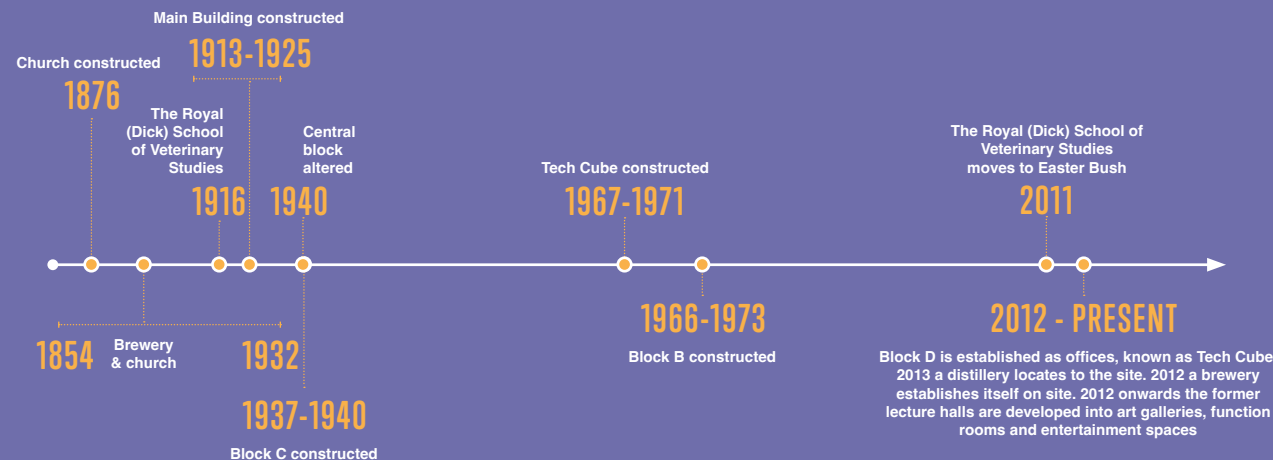 Main Building constructed
1913-1925
Church constructed
1876
The Royal
(Dick) School
of Veterinary
Studies
1916
Central
block
altered
1940
Tech Cube constructed
1967-1971
The Royal (Dick) School of
Veterinary Studies
moves to Easter Bush
2011
1854
Brewery
& church
1932
1937-1940
Block C constructed
1966-1973
Block B constructed
2012 - PRESENT
Block D is established as offices, known as Tech Cube
2013 a distillery locates to the site. 2012 a brewery
establishes itself on site. 2012 onwards the former
lecture halls are developed into art galleries, function
rooms and entertainment spaces